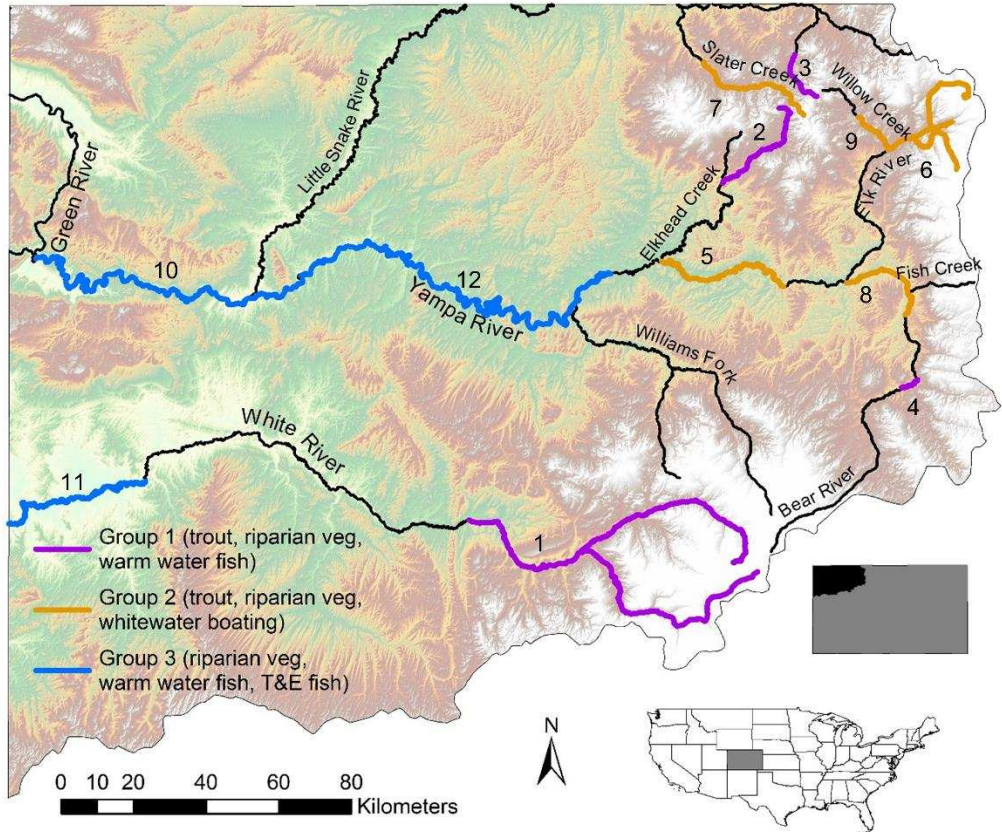 Slater Creek
3
Willow Creek
7
2
9
6
Little Snake River
Green River
Elkhead Creek
Elk River
10
12
Yampa River
5
8
Fish Creek
Williams Fork
4
White River
Bear River
11
1
Group 1 (trout, riparian veg,
warm water fish)
Group 2 (trout, riparian veg,
whitewater boating)
Group 3 (riparian veg,
warm water fish, T&E fish)
N
0 10 20 40 60 80
Kilometers